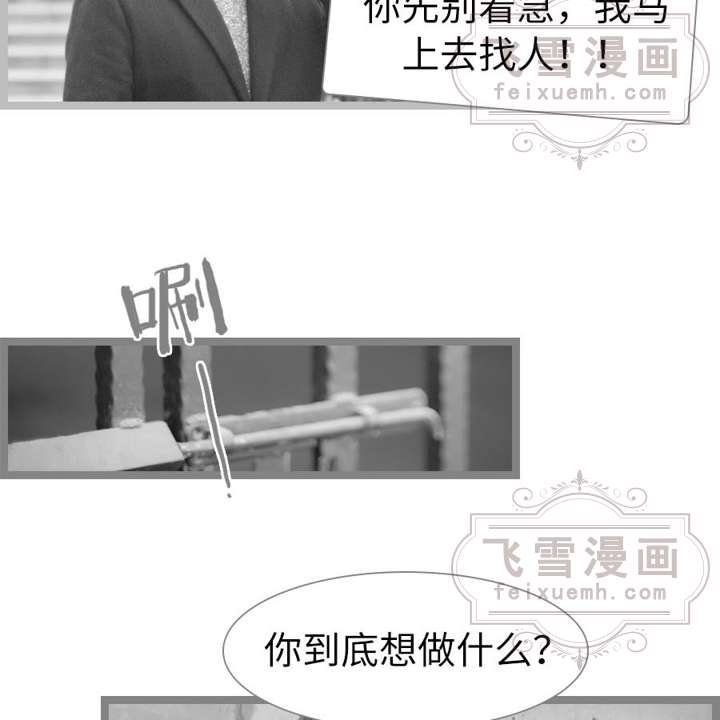 你先别着急，我马
上去找人！！
飞雪漫画
feixuemh.com
唰
飞雪漫画
feixuemh.com
你到底想做什么？